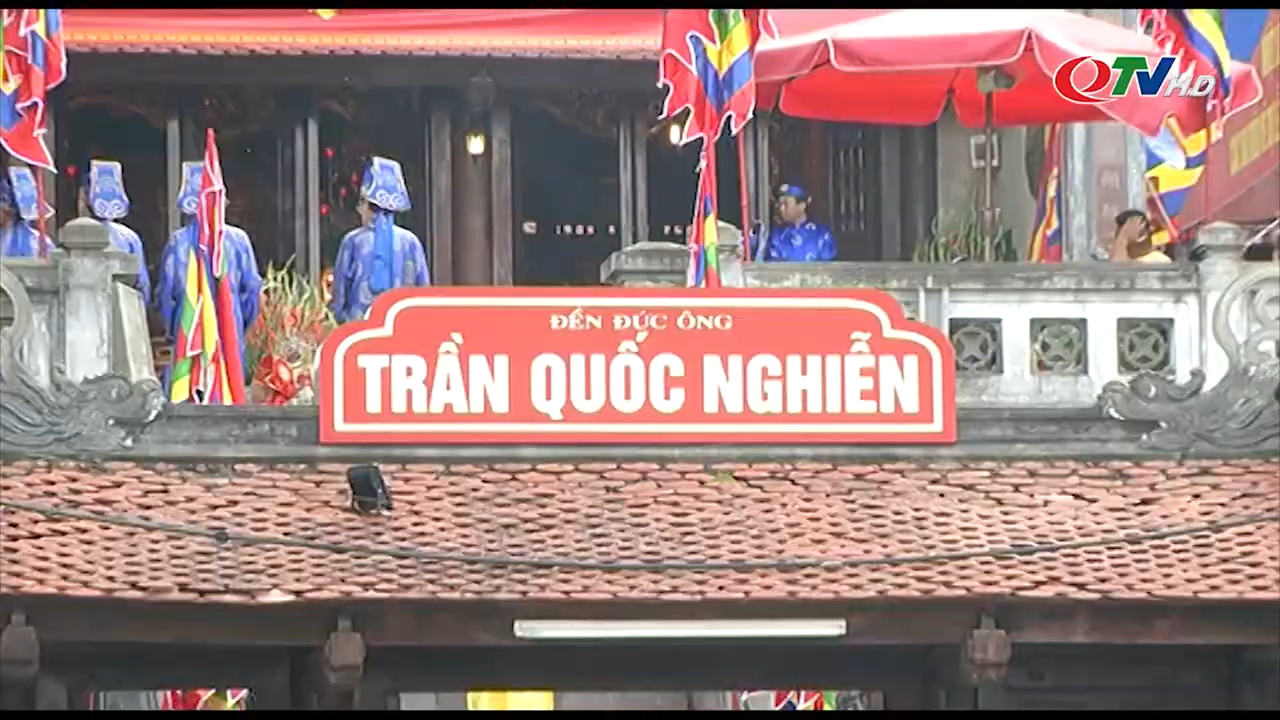 QTV HD
ĐỀN ĐỨC ÔNG
TRẦN QUỐC NGHIỄN